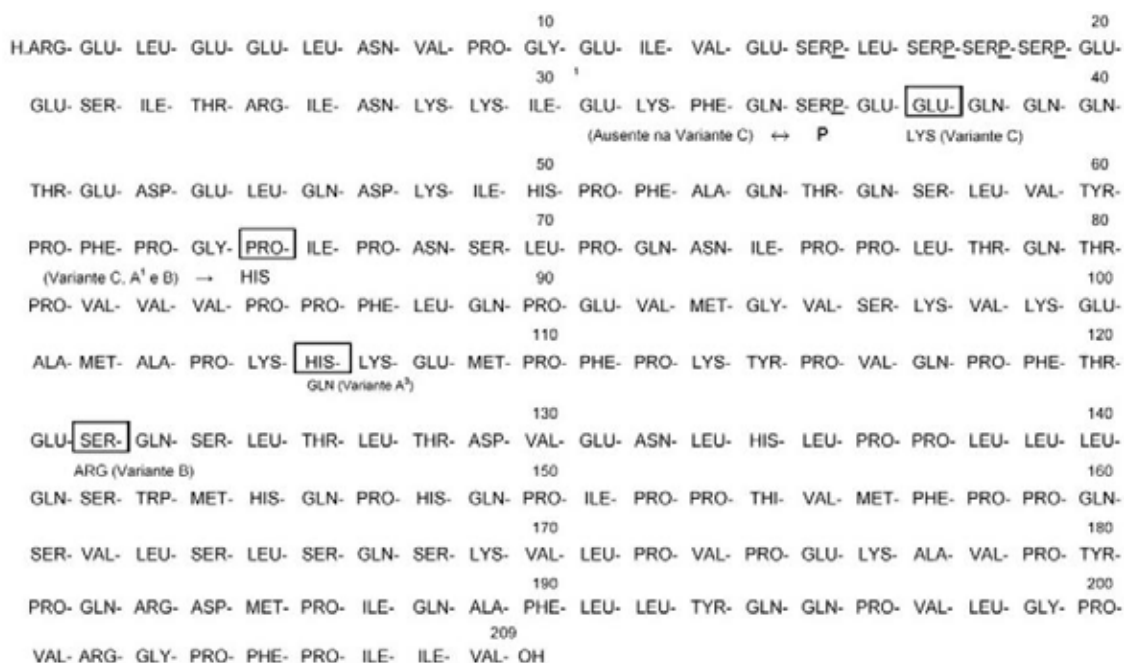 10 20
H.ARG- GLU- LEU- GLU- GLU- LEU- ASN- VAL- PRO- GLY- GLU- ILE- VAL- GLU- SERP- LEU- SERP-SERP-SERP- GLU-
30 1 40
GLU- SER- ILE- THR- ARG- ILE- ASN- LYS- LYS- ILE- GLU- LYS- PHE- GLN- SERP- GLU- GLU- GLN- GLN- GLN-
(Ausente na Variante C) ↔ P LYS (Variante C)
50 60
THR- GLU- ASP- GLU- LEU- GLN- ASP- LYS- ILE- HIS- PRO- PHE- ALA- GLN- THR- GLN- SER- LEU- VAL- TYR-
70 80
PRO- PHE- PRO- GLY- PRO- ILE- PRO- ASN- SER- LEU- PRO- GLN- ASN- ILE- PRO- PRO- LEU- THR- GLN- THR-
(Variante C. A¹ e B) → HIS
90 100
PRO- VAL- VAL- VAL- PRO- PRO- PHE- LEU- GLN- PRO- GLU- VAL- MET- GLY- VAL- SER- LYS- VAL- LYS- GLU-
110 120
ALA- MET- ALA- PRO- LYS- HIS- LYS- GLU- MET- PRO- PHE- PRO- LYS- TYR- PRO- VAL- GLN- PRO- PHE- THR-
GLN (Variante A³)
130 140
GLU- SER- GLN- SER- LEU- THR- LEU- THR- ASP- VAL- GLU- ASN- LEU- HIS- LEU- PRO- PRO- LEU- LEU- LEU-
ARG (Variante B)
150 160
GLN- SER- TRP- MET- HIS- GLN- PRO- HIS- GLN- PRO- ILE- PRO- PRO- THI- VAL- MET- PHE- PRO- PRO- GLN-
170 180
SER- VAL- LEU- SER- LEU- SER- GLN- SER- LYS- VAL- LEU- PRO- VAL- PRO- GLU- LYS- ALA- VAL- PRO- TYR-
190 200
PRO- GLN- ARG- ASP- MET- PRO- ILE- GLN- ALA- PHE- LEU- LEU- TYR- GLN- GLN- PRO- VAL- LEU- GLY- PRO-
209
VAL- ARG- GLY- PRO- PHE- PRO- ILE- ILE- VAL- OH